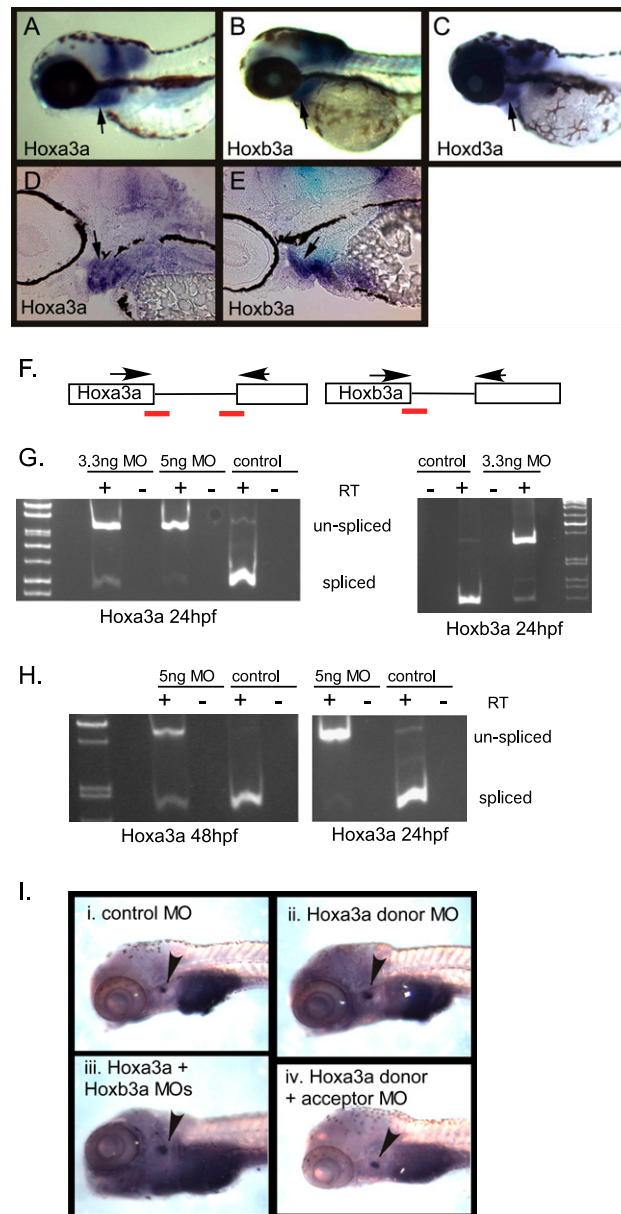 A
B
C
Hoxa3a
Hoxb3a
Hoxd3a
D
E
Hoxa3a
Hoxb3a
F.
Hoxa3a
Hoxb3a
G.
3.3ng MO 5ng MO control
+ - + - + -
RT
un-spliced
spliced
Hoxa3a 24hpf
control 3.3ng MO
- + - +
Hoxb3a 24hpf
H.
5ng MO control
+ - + -
5ng MO control
+ - + -
RT
un-spliced
spliced
Hoxa3a 48hpf
Hoxa3a 24hpf
I.
i. control MO
ii. Hoxa3a donor MO
iii. Hoxa3a +
Hoxb3a MOs
iv. Hoxa3a donor
+ acceptor MO